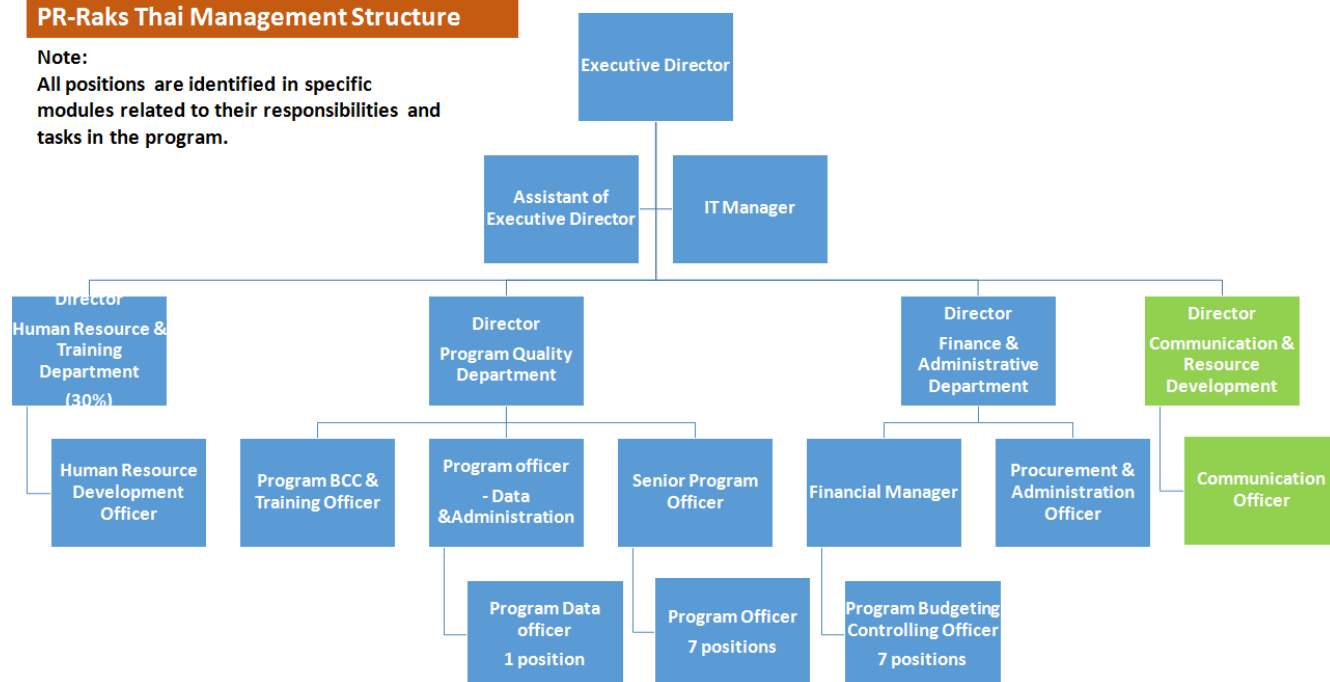 PR-Raks Thai Management Structure
Note:
All positions are identified in specific
modules related to their responsibilities and
tasks in the program.
Executive Director
Assistant of
Executive Director
IT Manager
Director
Human Resource &
Training
Department
(30%)
Director
Program Quality
Department
Director
Finance &
Administrative
Department
Director
Communication &
Resource
Development
Human Resource
Development
Officer
Program BCC &
Training Officer
Program officer
- Data
&Administration
Senior Program
Officer
Financial Manager
Procurement &
Administration
Officer
Communication
Officer
Program Data
officer
1 position
Program Officer
7 positions
Program Budgeting
Controlling Officer
7 positions